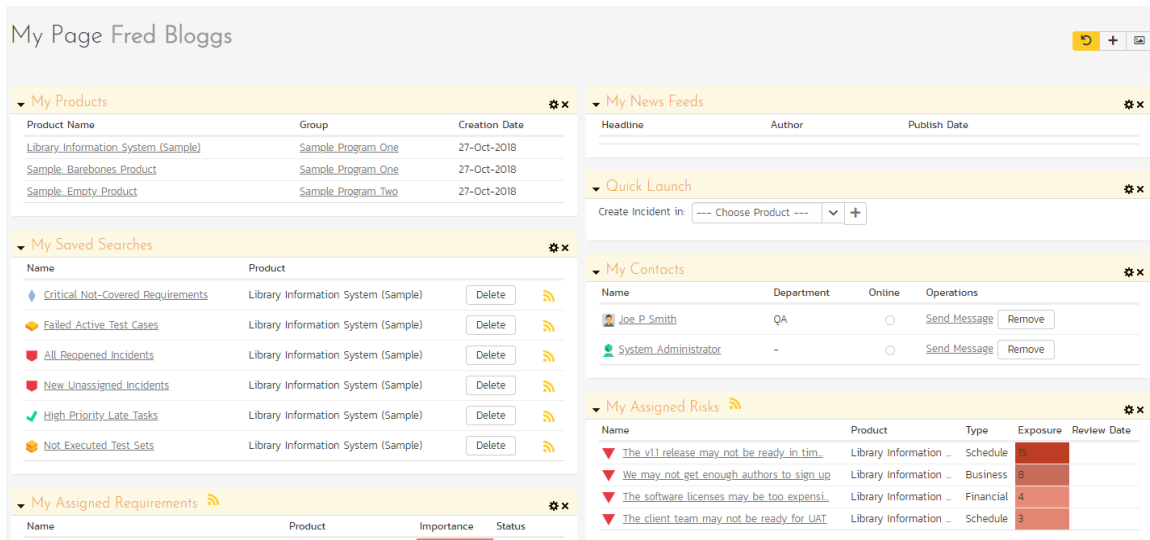 My Page Fred Bloggs
My Products
Product Name Group Creation Date
Library Information System (Sample) Sample Program One 27-Oct-2018
Sample: Barebones Product Sample Program One 27-Oct-2018
Sample: Empty Product Sample Program Two 27-Oct-2018
My Saved Searches
Name Product
Critical Not-Covered Requirements Library Information System (Sample) Delete
Failed Active Test Cases Library Information System (Sample) Delete
All Reopened Incidents Library Information System (Sample) Delete
New Unassigned Incidents Library Information System (Sample) Delete
High Priority Late Tasks Library Information System (Sample) Delete
Not Executed Test Sets Library Information System (Sample) Delete
My Assigned Requirements
Name Product Importance Status
My News Feeds
Headline Author Publish Date
Quick Launch
Create Incident in: --- Choose Product ---
My Contacts
Name Department Online Operations
Joe P Smith QA Send Message Remove
System Administrator - Send Message Remove
My Assigned Risks
Name Product Type Exposure Review Date
The v1.1 release may not be ready in tim... Library Information ... Schedule 15
We may not get enough authors to sign up Library Information ... Business 8
The software licenses may be too expensi... Library Information ... Financial 4
The client team may not be ready for UAT Library Information ... Schedule 3